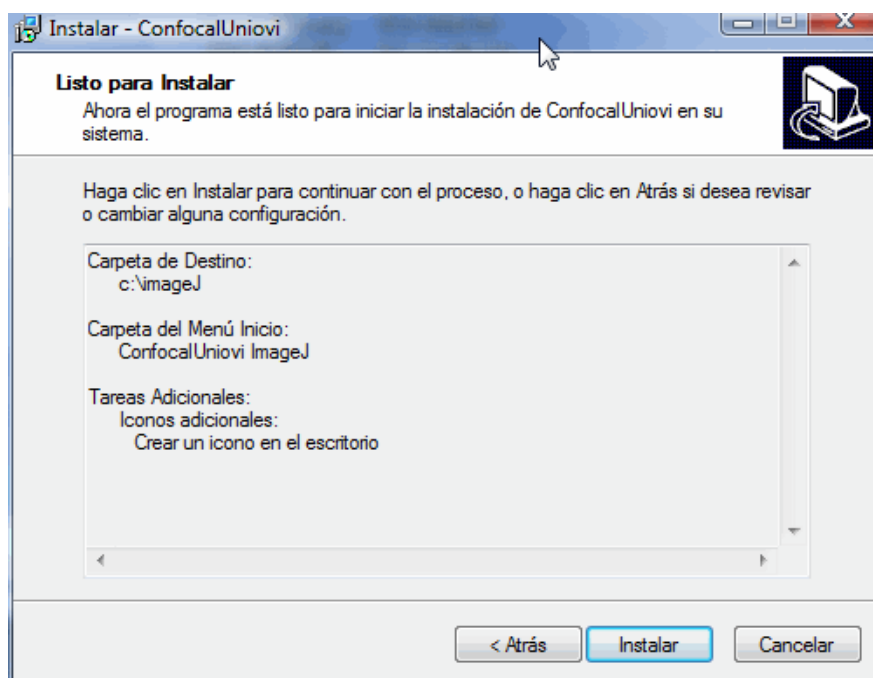 Instalar - ConfocalUniovi
Listo para Instalar
Ahora el programa está listo para iniciar la instalación de ConfocalUniovi en su
sistema.
Haga clic en Instalar para continuar con el proceso, o haga clic en Atrás si desea revisar
o cambiar alguna configuración.
Carpeta de Destino:
c:\imageJ
Carpeta del Menú Inicio:
ConfocalUniovi ImageJ
Tareas Adicionales:
Iconos adicionales:
Crear un icono en el escritorio
< Atrás
Instalar
Cancelar